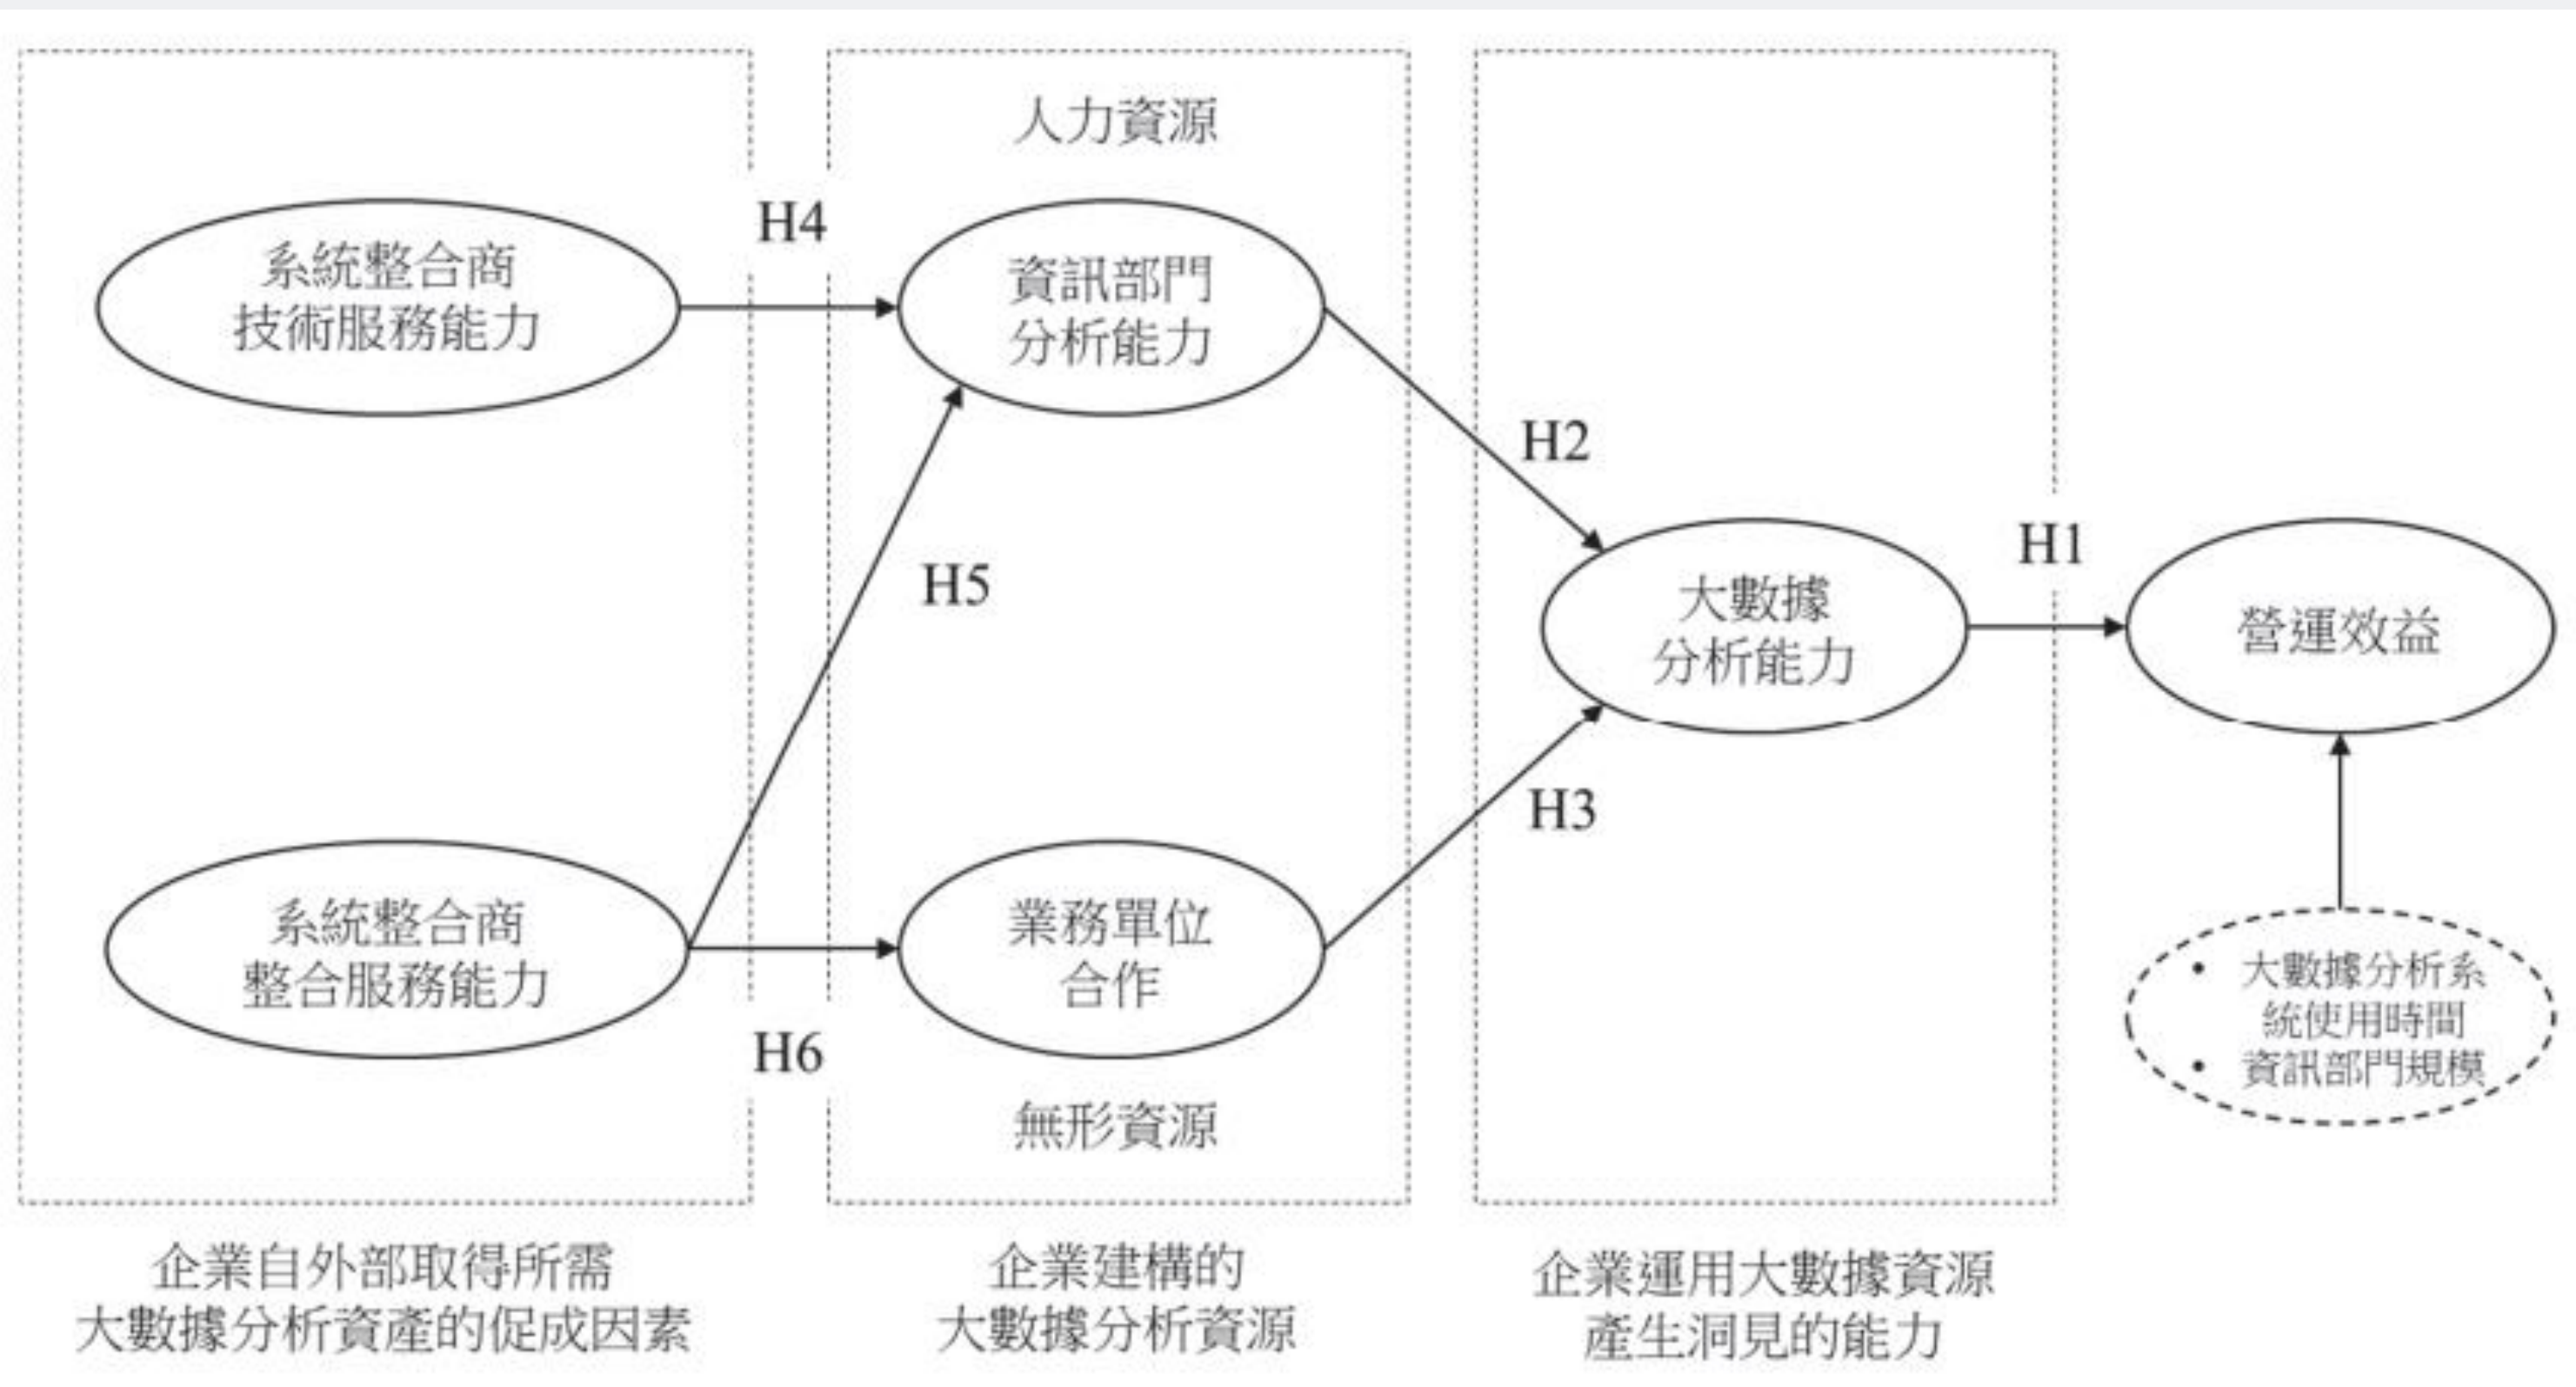 人力資源
系統整合商
技術服務能力
H4
資訊部門
分析能力
H2
H5
大數據
分析能力
H1
營運效益
H3
系統整合商
整合服務能力
H6
業務單位
合作
無形資源
• 大數據分析系
統使用時間
• 資訊部門規模
企業自外部取得所需
大數據分析資產的促成因素
企業建構的
大數據分析資源
企業運用大數據資源
產生洞見的能力